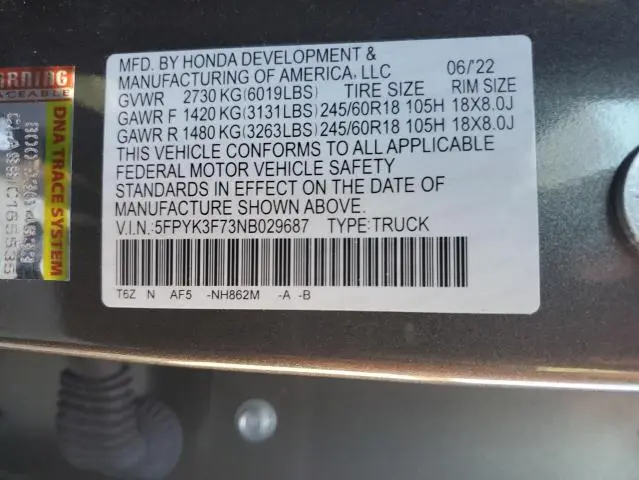 MFD. BY HONDA DEVELOPMENT &
MANUFACTURING OF AMERICA, LLC 06/'22
GVWR 2730 KG(6019LBS) TIRE SIZE RIM SIZE
GAWR F 1420 KG(3131LBS) 245/60R18 105H 18X8.0J
GAWR R 1480 KG(3263LBS) 245/60R18 105H 18X8.0J
THIS VEHICLE CONFORMS TO ALL APPLICABLE
FEDERAL MOTOR VEHICLE SAFETY
STANDARDS IN EFFECT ON THE DATE OF
MANUFACTURE SHOWN ABOVE.
V.I.N.:5FPYK3F73NB029687 TYPE:TRUCK
T6Z N AF5 -NH862M -A -B
DNA TRACE SYSTEM